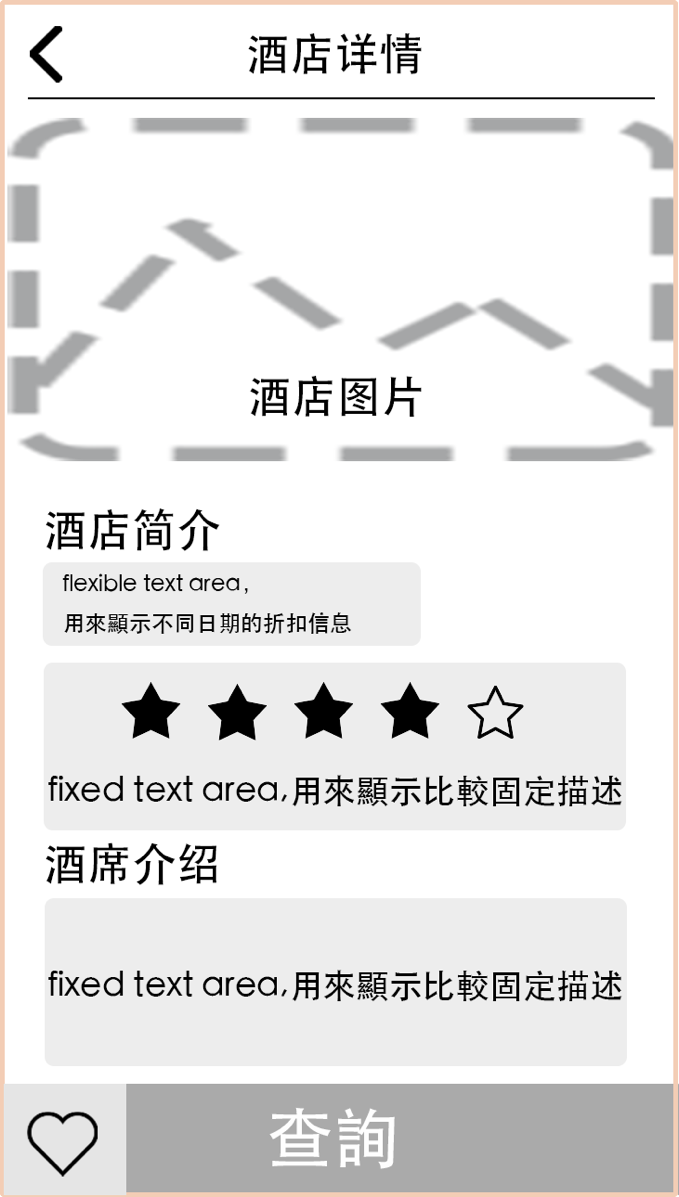 酒店详情
酒店图片
酒店简介
flexible text area,
用來顯示不同日期的折扣信息
fixed text area,用來顯示比較固定描述
酒席介绍
fixed text area,用來顯示比較固定描述
查詢